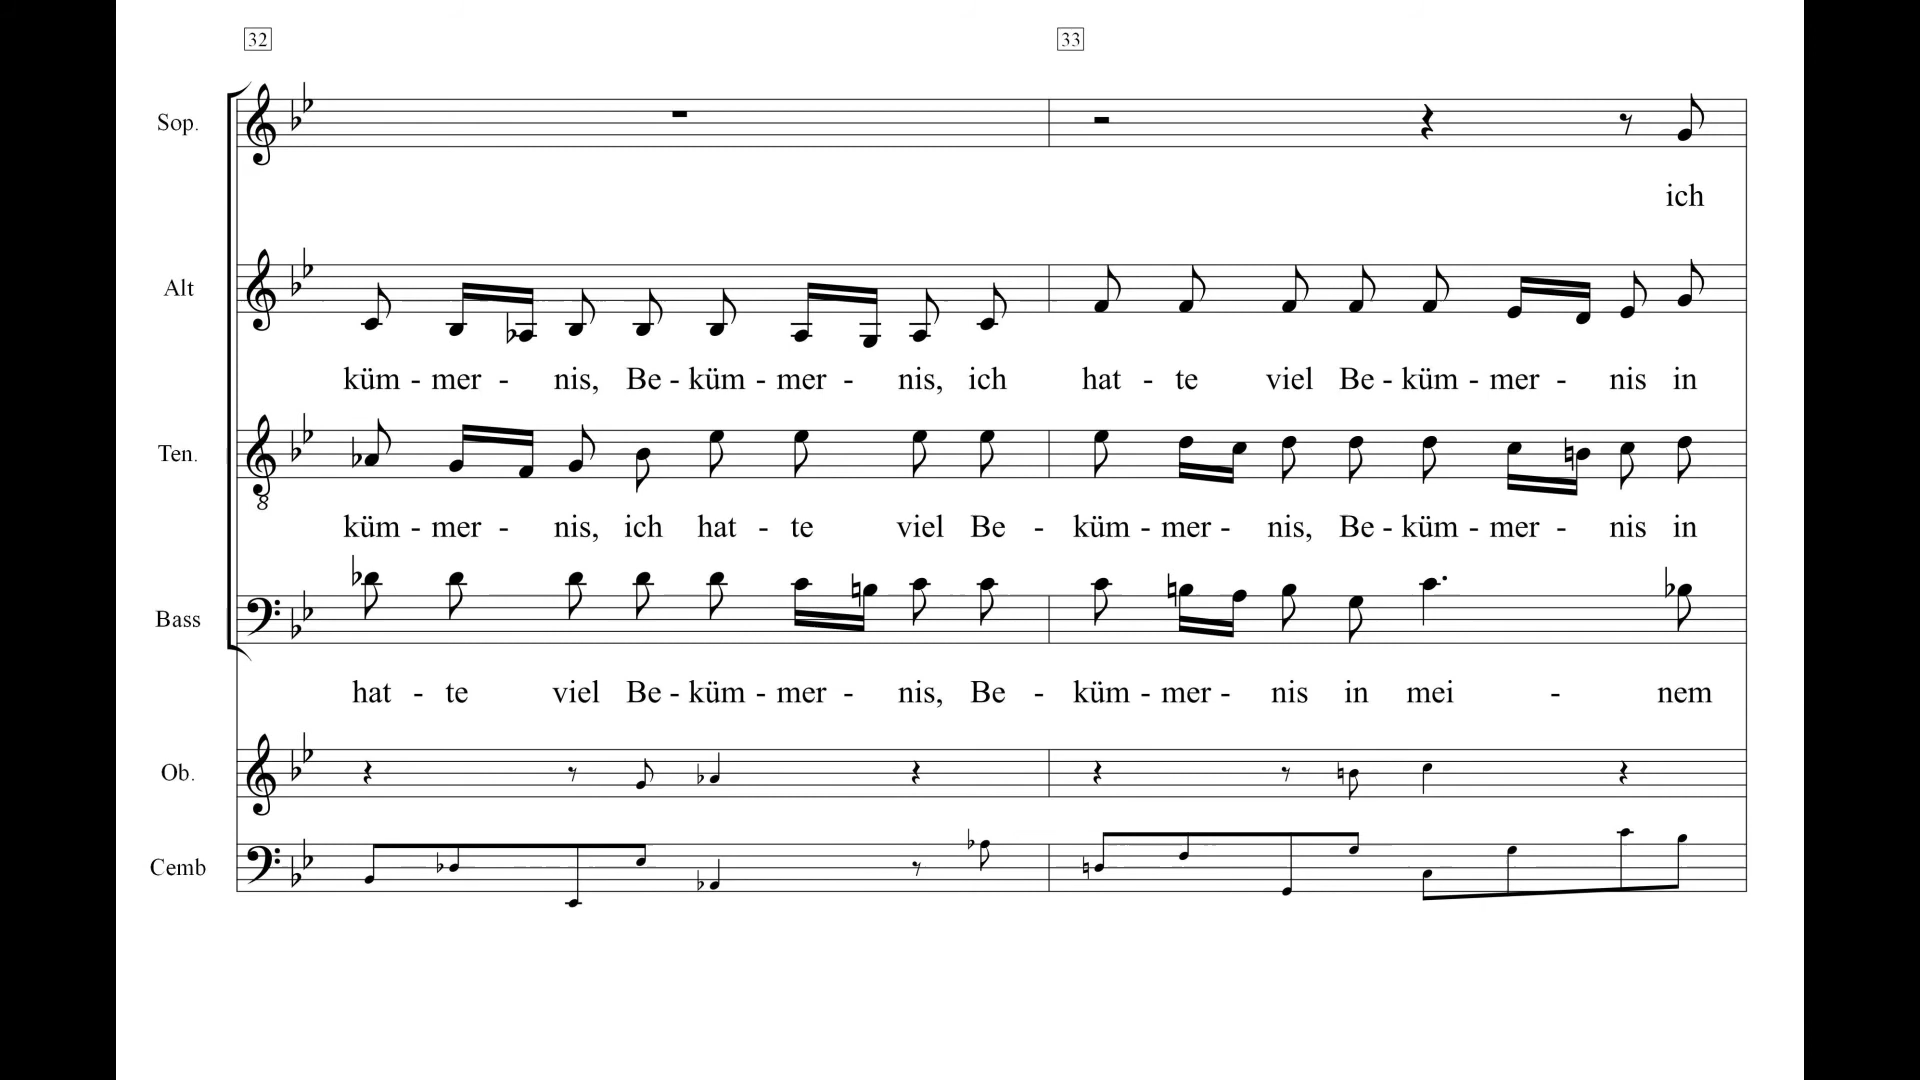 32 33
Sop.
ich
Alt
küm - mer - nis, Be - küm - mer - nis, ich hat - te viel Be - küm - mer - nis in
Ten.
8
küm - mer - nis, ich hat - te viel Be - küm - mer - nis, Be - küm - mer - nis in
Bass
hat - te viel Be - küm - mer - nis, Be - küm - mer - nis in mei - nem
Ob.
Cemb